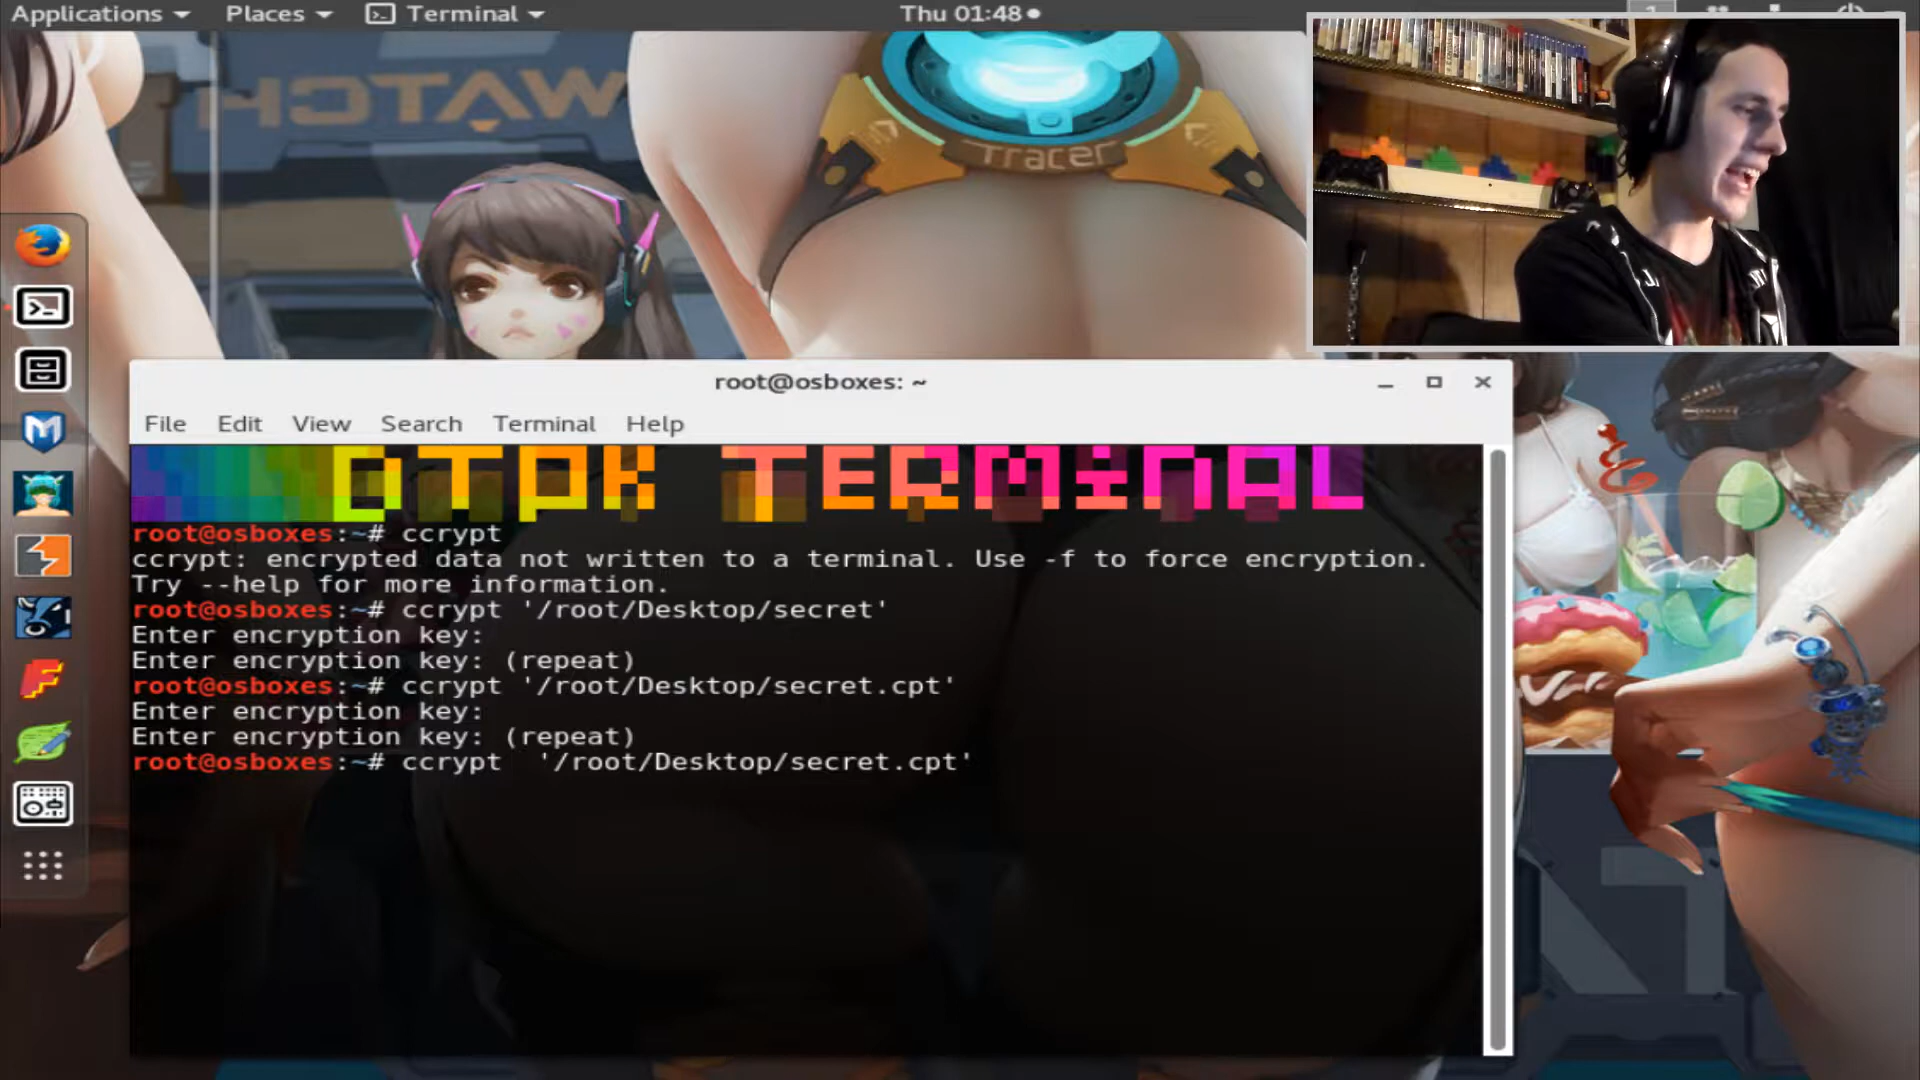 Applications Places Terminal Thu 01:48
WATCH
Tracer
root@osboxes: ~
File Edit View Search Terminal Help
DTPK TERMINAL
root@osboxes:~# ccrypt
ccrypt: encrypted data not written to a terminal. Use -f to force encryption.
Try --help for more information.
root@osboxes:~# ccrypt '/root/Desktop/secret'
Enter encryption key:
Enter encryption key: (repeat)
root@osboxes:~# ccrypt '/root/Desktop/secret.cpt'
Enter encryption key:
Enter encryption key: (repeat)
root@osboxes:~# ccrypt  '/root/Desktop/secret.cpt'